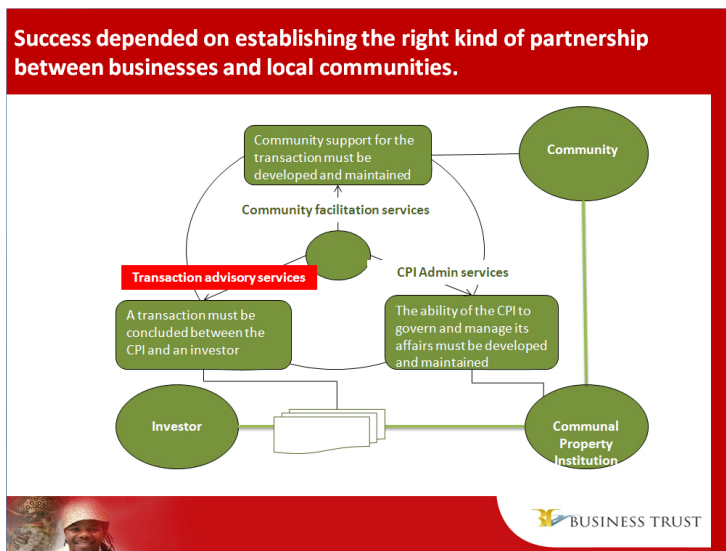 Success depended on establishing the right kind of partnership
between businesses and local communities.
Community support for the
transaction must be
developed and maintained
Community
Community facilitation services
Transaction advisory services
CPI Admin services
A transaction must be
concluded between the
CPI and an investor
The ability of the CPI to
govern and manage its
affairs must be developed
and maintained
Investor
Communal
Property
Institution
BUSINESS TRUST